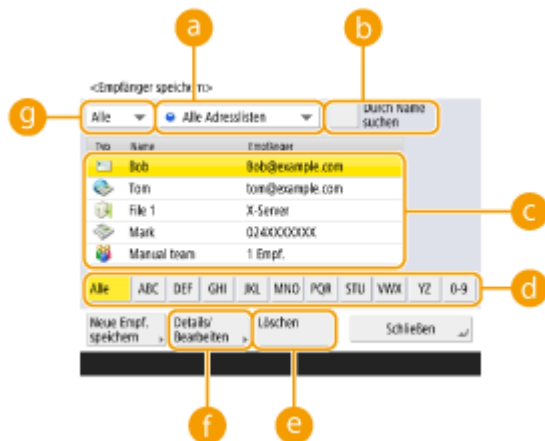 a
b
<Empfänger speichern>
g
Alle
Alle Adresslisten
Durch Name
suchen
Typ Name Empfänger
Bob Bob@example.com
Tom tom@example.com
File 1 X-Server
Mark 024XXXXXXX
Manual team 1 Empf.
c
Alle ABC DEF GHI JKL MNO PQR STU VWX YZ 0-9
d
Neue Empf.
speichern
Details/
Bearbeiten
Löschen
Schließen
f
e